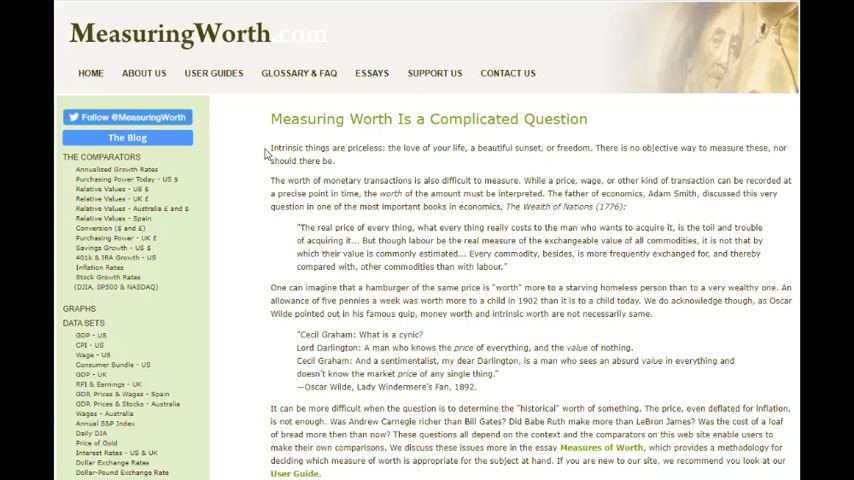 MeasuringWorth.com
HOME ABOUT US USER GUIDES GLOSSARY & FAQ ESSAYS SUPPORT US CONTACT US
Follow @MeasuringWorth
The Blog
THE COMPARATORS
Annualized Growth Rates
Purchasing Power Today - US $
Relative Values - US $
Relative Values - UK £
Relative Values - Australia £ and $
Relative Values - Spain
Conversion ($ and £)
Purchasing Power - UK £
Savings Growth - US $
401k & IRA Growth - US
Inflation Rates
Stock Growth Rates
(DJIA, SP500 & NASDAQ)
GRAPHS
DATA SETS
GDP - US
CPI - US
Wage - US
Consumer Bundle - US
GDP - UK
RPI & Earnings - UK
GDP, Prices & Wages - Spain
GDP, Prices & Stocks - Australia
Wages - Australia
Annual S&P Index
Daily DJA
Price of Gold
Interest Rates - US & UK
Dollar Exchange Rates
Dollar-Pound Exchange Rate
Measuring Worth Is a Complicated Question
Intrinsic things are priceless: the love of your life, a beautiful sunset, or freedom. There is no objective way to measure these, nor
should there be.
The worth of monetary transactions is also difficult to measure. While a price, wage, or other kind of transaction can be recorded at
a precise point in time, the worth of the amount must be interpreted. The father of economics, Adam Smith, discussed this very
question in one of the most important books in economics, The Wealth of Nations (1776):
"The real price of every thing, what every thing really costs to the man who wants to acquire it, is the toil and trouble
of acquiring it... But though labour be the real measure of the exchangeable value of all commodities, it is not that by
which their value is commonly estimated... Every commodity, besides, is more frequently exchanged for, and thereby
compared with, other commodities than with labour."
One can imagine that a hamburger of the same price is "worth" more to a starving homeless person than to a very wealthy one. An
allowance of five pennies a week was worth more to a child in 1902 than it is to a child today. We do acknowledge though, as Oscar
Wilde pointed out in his famous quip, money worth and intrinsic worth are not necessarily same.
"Cecil Graham: What is a cynic?
Lord Darlington: A man who knows the price of everything, and the value of nothing.
Cecil Graham: And a sentimentalist, my dear Darlington, is a man who sees an absurd value in everything and
doesn't know the market price of any single thing."
—Oscar Wilde, Lady Windermere's Fan, 1892.
It can be more difficult when the question is to determine the "historical" worth of something. The price, even deflated for inflation,
is not enough. Was Andrew Carnegie richer than Bill Gates? Did Babe Ruth make more than LeBron James? Was the cost of a loaf
of bread more then than now? These questions all depend on the context and the comparators on this web site enable users to
make their own comparisons. We discuss these issues more in the essay Measures of Worth, which provides a methodology for
deciding which measure of worth is appropriate for the subject at hand. If you are new to our site, we recommend you look at our
User Guide.